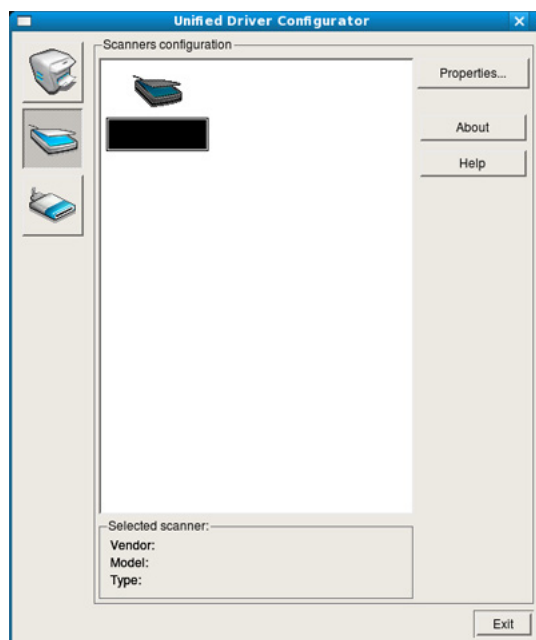 Unified Driver Configurator
Scanners configuration
Properties...
About
Help
Selected scanner:
Vendor:
Model:
Type:
Exit